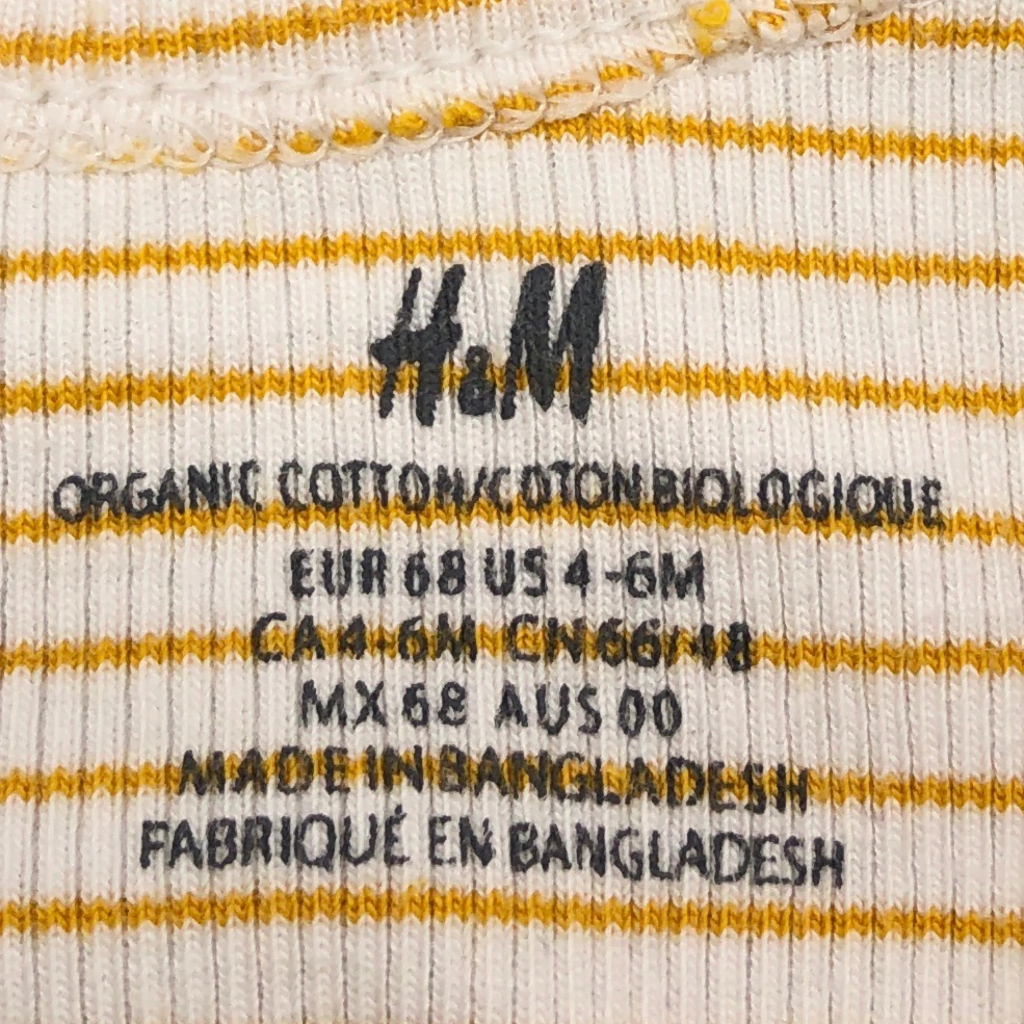 H&M
ORGANIC COTTON/COTON BIOLOGIQUE
EUR 68 US 4-6M
CA 4-6M CN 66/48
MX 68 AUS 00
MADE IN BANGLADESH
FABRIQUÉ EN BANGLADESH